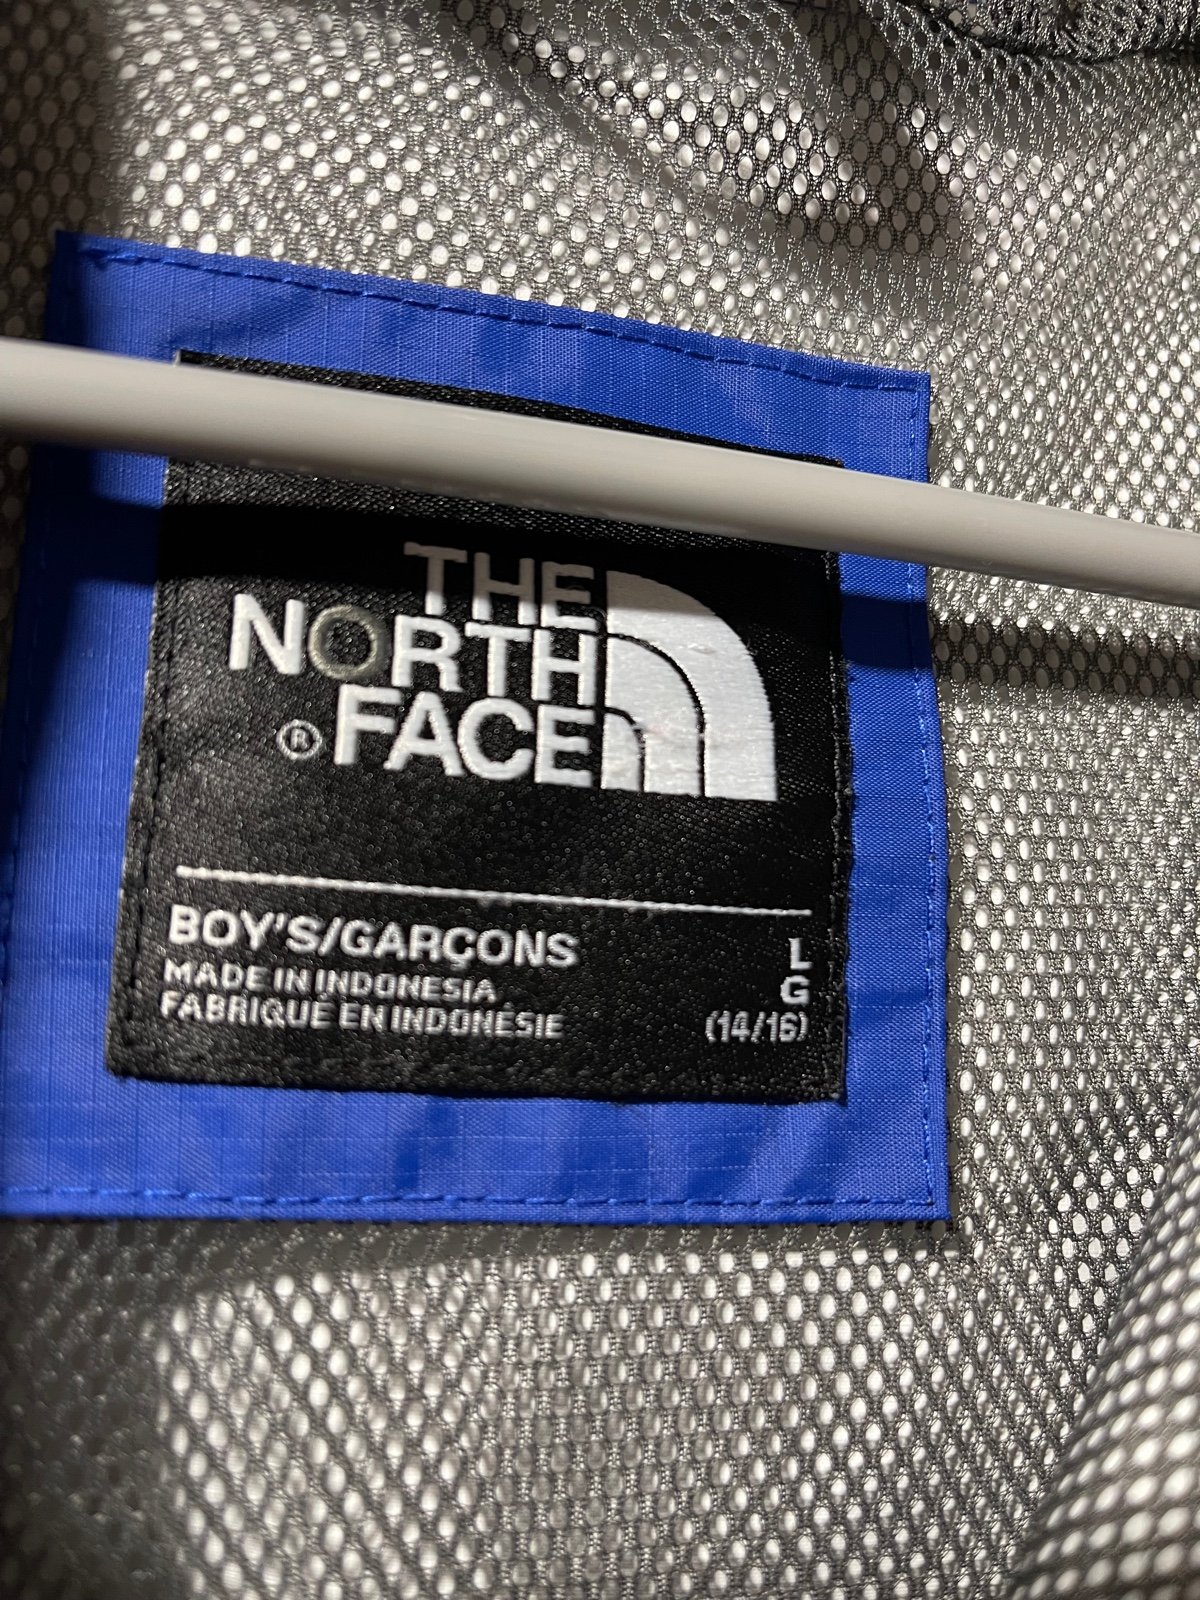 THE
NORTH
® FACE
BOY'S/GARÇONS L
MADE IN INDONESIA G
FABRIQUÉ EN INDONÉSIE (14/16)